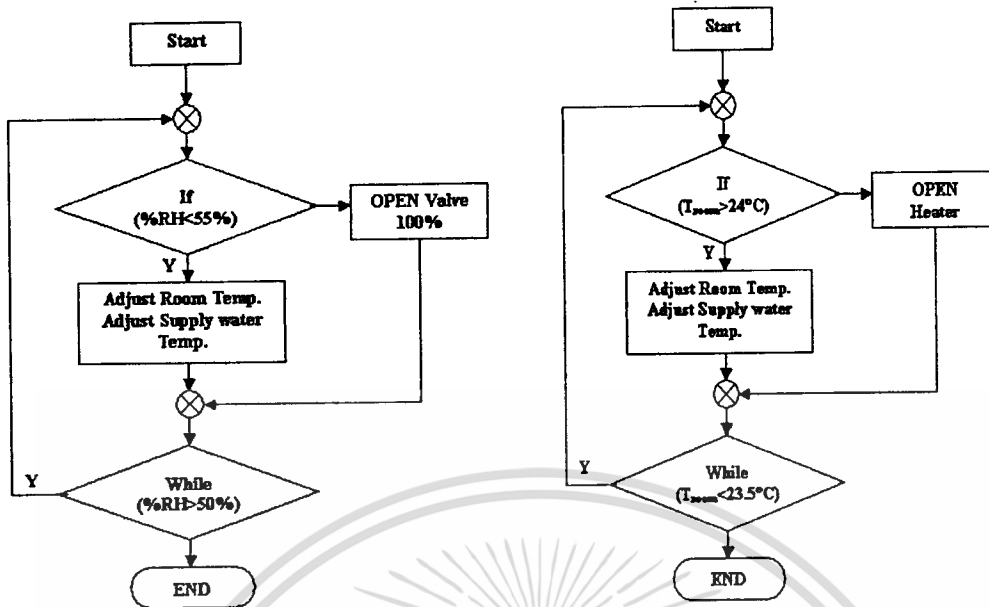 Start
If
(%RH<55%)
OPEN Valve
100%
Y
Adjust Room Temp.
Adjust Supply water
Temp.
Y
While
(%RH>50%)
END
Start
If
(Troom>24°C)
OPEN
Heater
Y
Adjust Room Temp.
Adjust Supply water
Temp.
Y
While
(Troom<23.5°C)
END